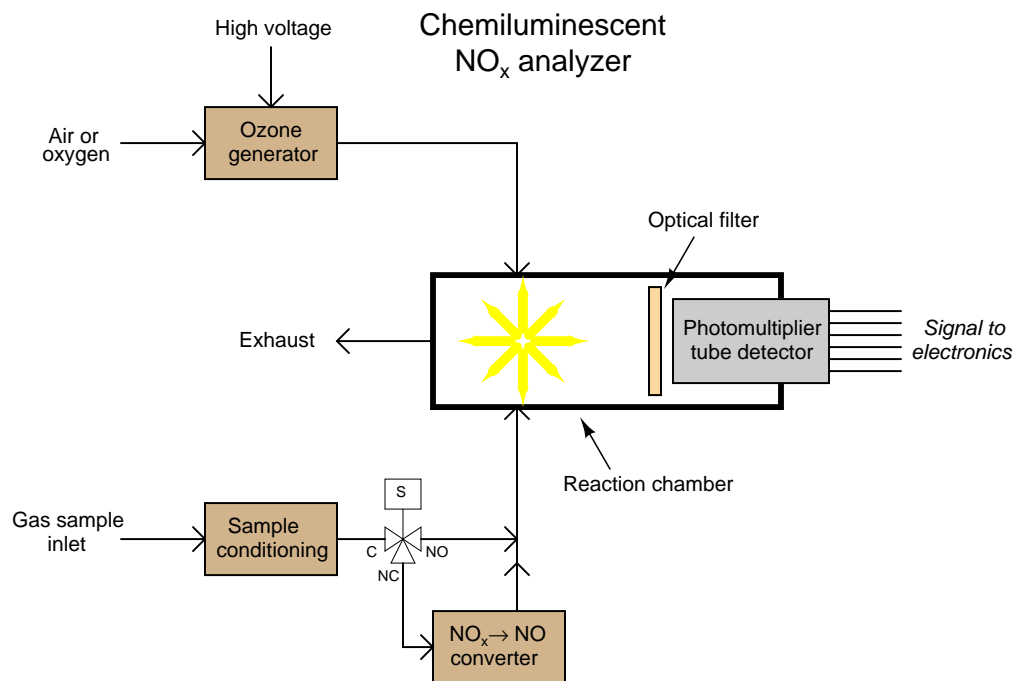 Chemiluminescent
NOₓ analyzer
High voltage
Air or
oxygen
Ozone
generator
Optical filter
Exhaust
Photomultiplier
tube detector
Signal to
electronics
Reaction chamber
Gas sample
inlet
Sample
conditioning
S
C
NO
NC
NOₓ→ NO
converter